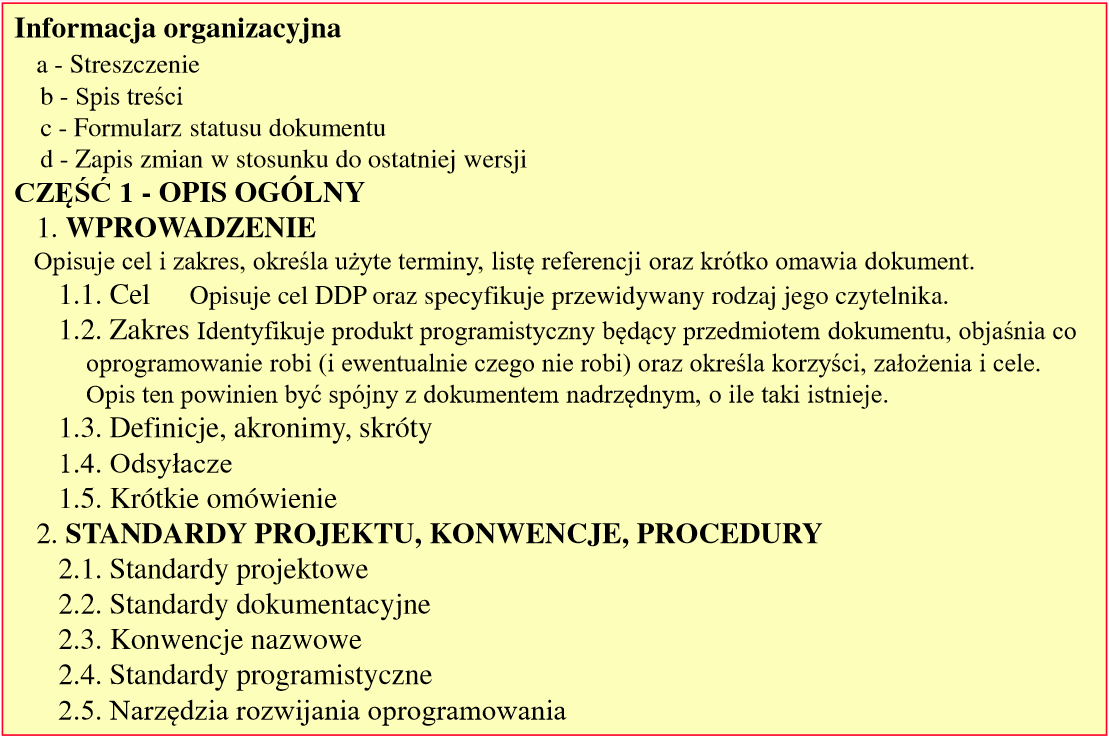 Informacja organizacyjna
a - Streszczenie
b - Spis treści
c - Formularz statusu dokumentu
d - Zapis zmian w stosunku do ostatniej wersji
CZĘŚĆ 1 - OPIS OGÓLNY
1. WPROWADZENIE
Opisuje cel i zakres, określa użyte terminy, listę referencji oraz krótko omawia dokument.
1.1. Cel Opisuje cel DDP oraz specyfikuje przewidywany rodzaj jego czytelnika.
1.2. Zakres Identyfikuje produkt programistyczny będący przedmiotem dokumentu, objaśnia co
oprogramowanie robi (i ewentualnie czego nie robi) oraz określa korzyści, założenia i cele.
Opis ten powinien być spójny z dokumentem nadrzędnym, o ile taki istnieje.
1.3. Definicje, akronimy, skróty
1.4. Odsyłacze
1.5. Krótkie omówienie
2. STANDARDY PROJEKTU, KONWENCJE, PROCEDURY
2.1. Standardy projektowe
2.2. Standardy dokumentacyjne
2.3. Konwencje nazwowe
2.4. Standardy programistyczne
2.5. Narzędzia rozwijania oprogramowania